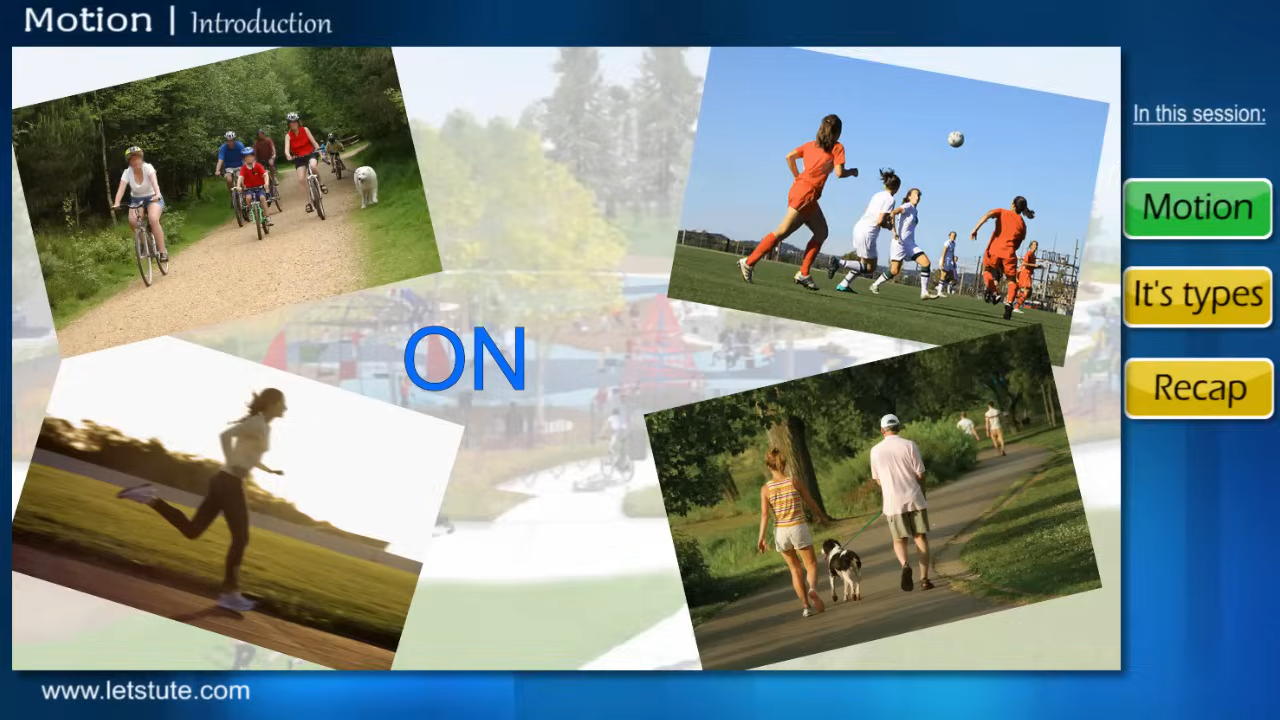 Motion | Introduction
In this session:
Motion
It's types
Recap
ON
www.letstute.com